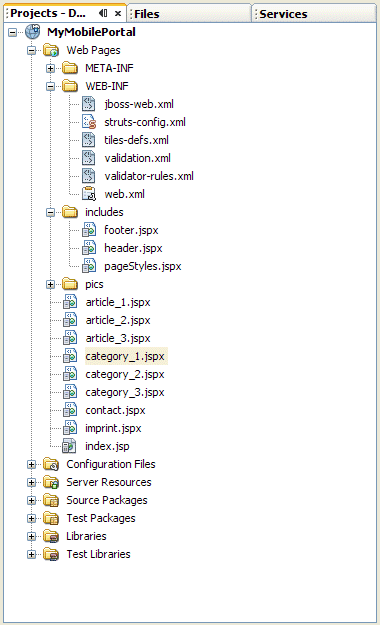 Projects - D... Files Services
MyMobilePortal
Web Pages
META-INF
WEB-INF
jboss-web.xml
struts-config.xml
tiles-defs.xml
validation.xml
validator-rules.xml
web.xml
includes
footer.jspx
header.jspx
pageStyles.jspx
pics
article_1.jspx
article_2.jspx
article_3.jspx
category_1.jspx
category_2.jspx
category_3.jspx
contact.jspx
imprint.jspx
index.jsp
Configuration Files
Server Resources
Source Packages
Test Packages
Libraries
Test Libraries